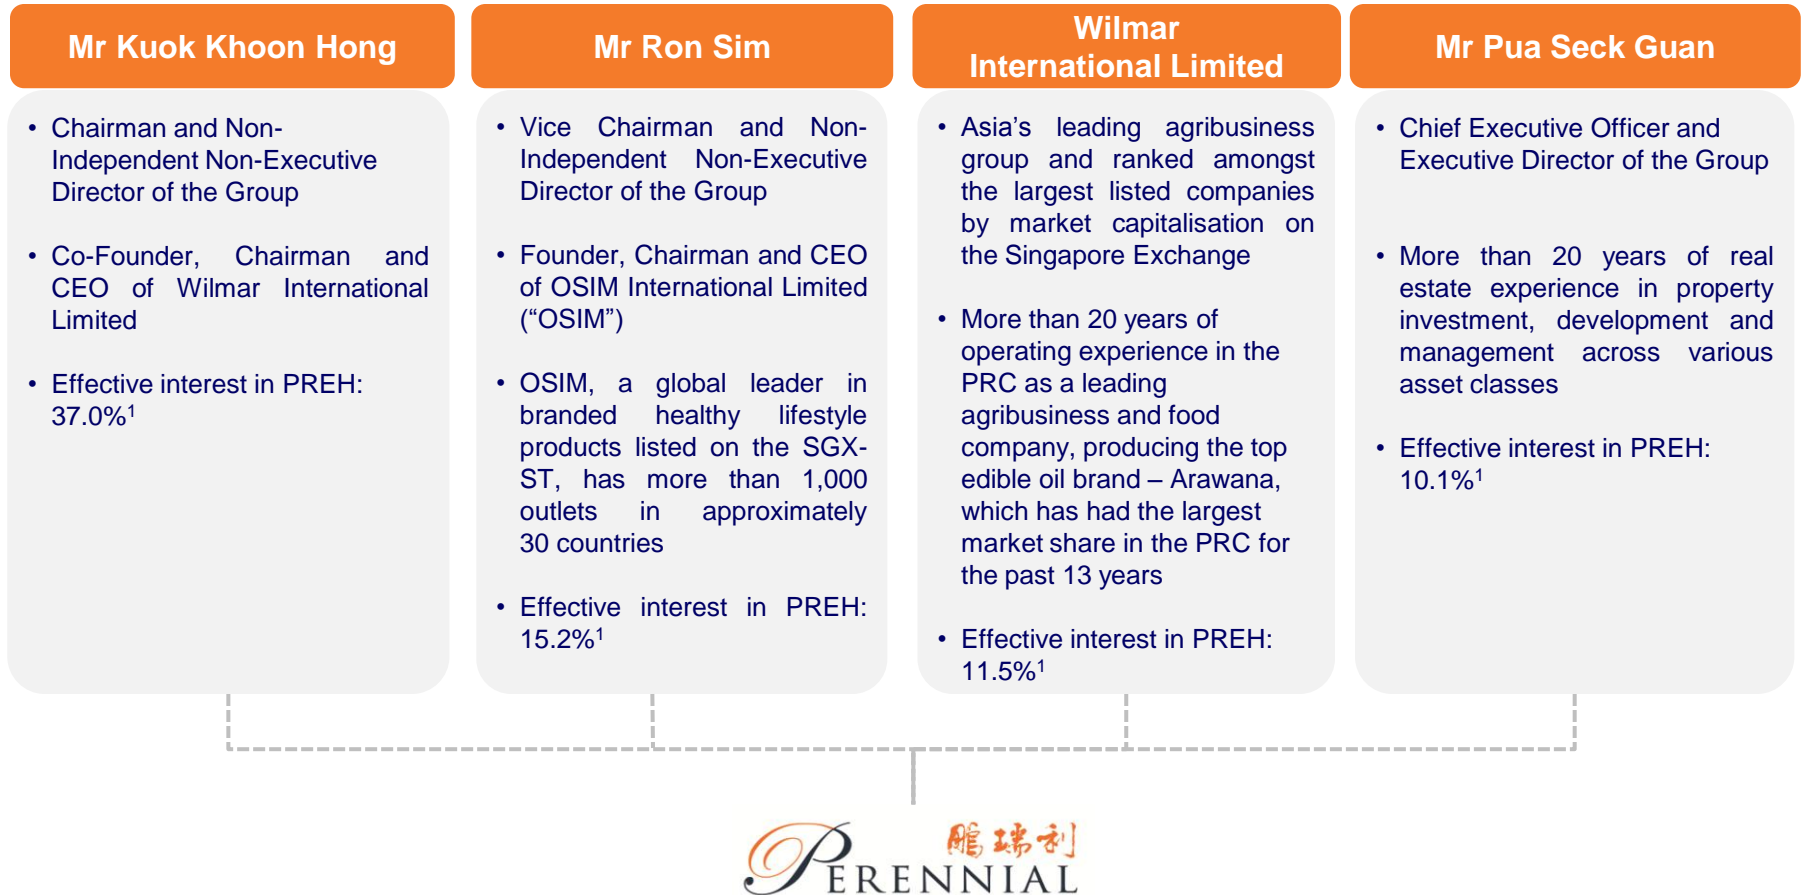 Mr Kuok Khoon Hong
• Chairman and Non-
Independent Non-Executive
Director of the Group
• Co-Founder, Chairman and
CEO of Wilmar International
Limited
• Effective interest in PREH:
37.0%¹
Mr Ron Sim
• Vice Chairman and Non-
Independent Non-Executive
Director of the Group
• Founder, Chairman and CEO
of OSIM International Limited
(“OSIM”)
• OSIM, a global leader in
branded healthy lifestyle
products listed on the SGX-
ST, has more than 1,000
outlets in approximately
30 countries
• Effective interest in PREH:
15.2%¹
Wilmar
International Limited
• Asia’s leading agribusiness
group and ranked amongst
the largest listed companies
by market capitalisation on
the Singapore Exchange
• More than 20 years of
operating experience in the
PRC as a leading
agribusiness and food
company, producing the top
edible oil brand – Arawana,
which has had the largest
market share in the PRC for
the past 13 years
• Effective interest in PREH:
11.5%¹
Mr Pua Seck Guan
• Chief Executive Officer and
Executive Director of the Group
• More than 20 years of real
estate experience in property
investment, development and
management across various
asset classes
• Effective interest in PREH:
10.1%¹
鹏瑞利
PERENNIAL